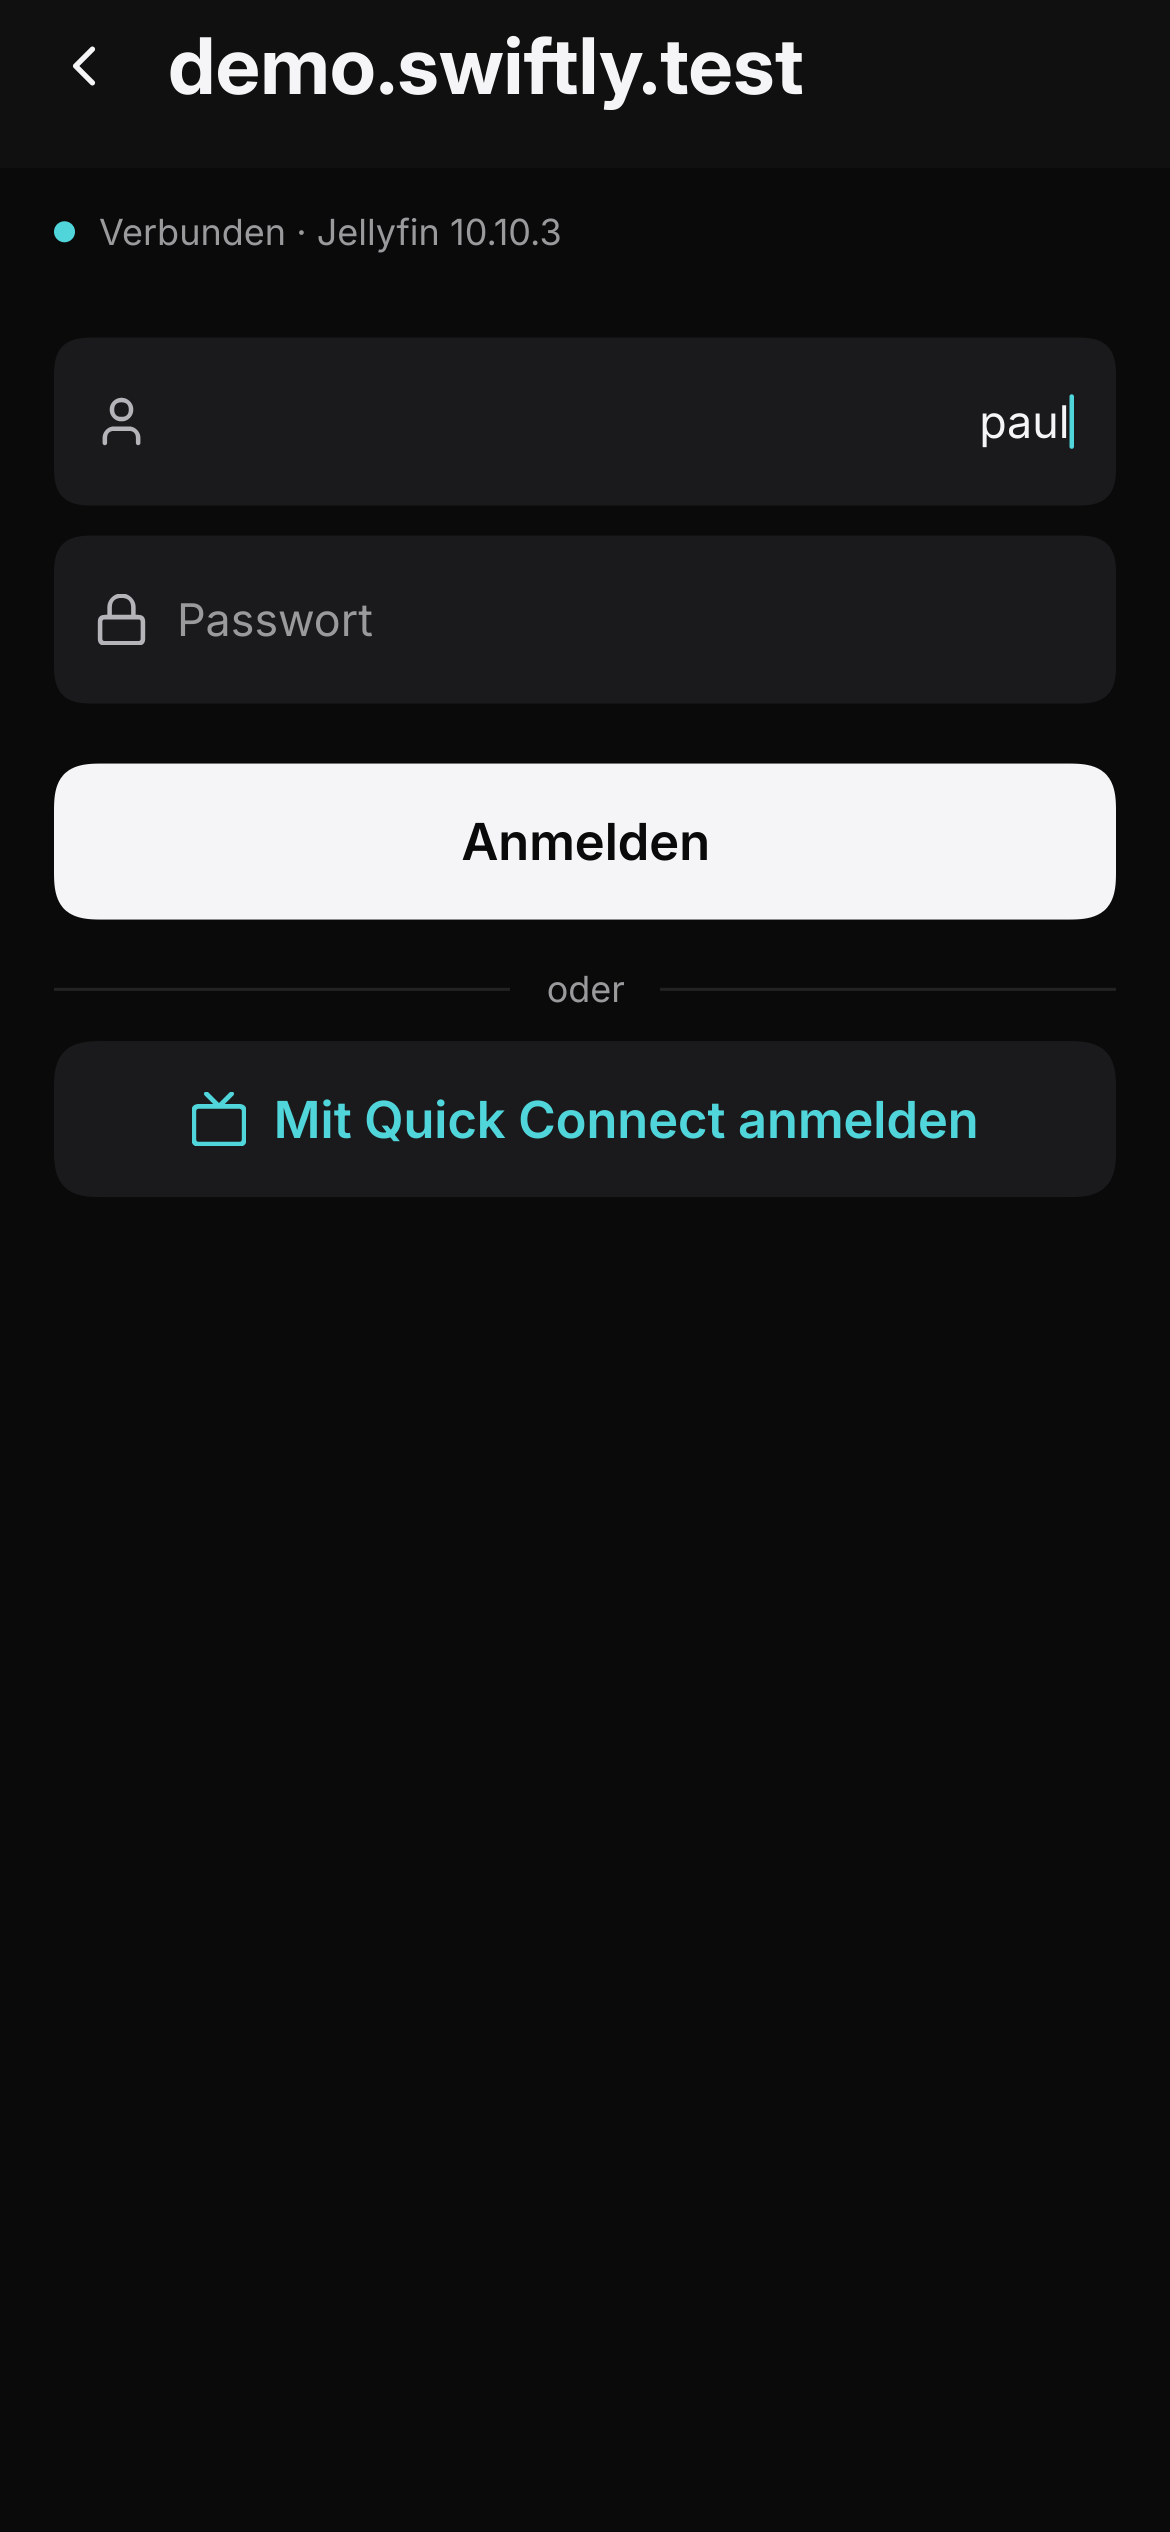 demo.swiftly.test
Verbunden · Jellyfin 10.10.3
paul
Passwort
Anmelden
oder
Mit Quick Connect anmelden